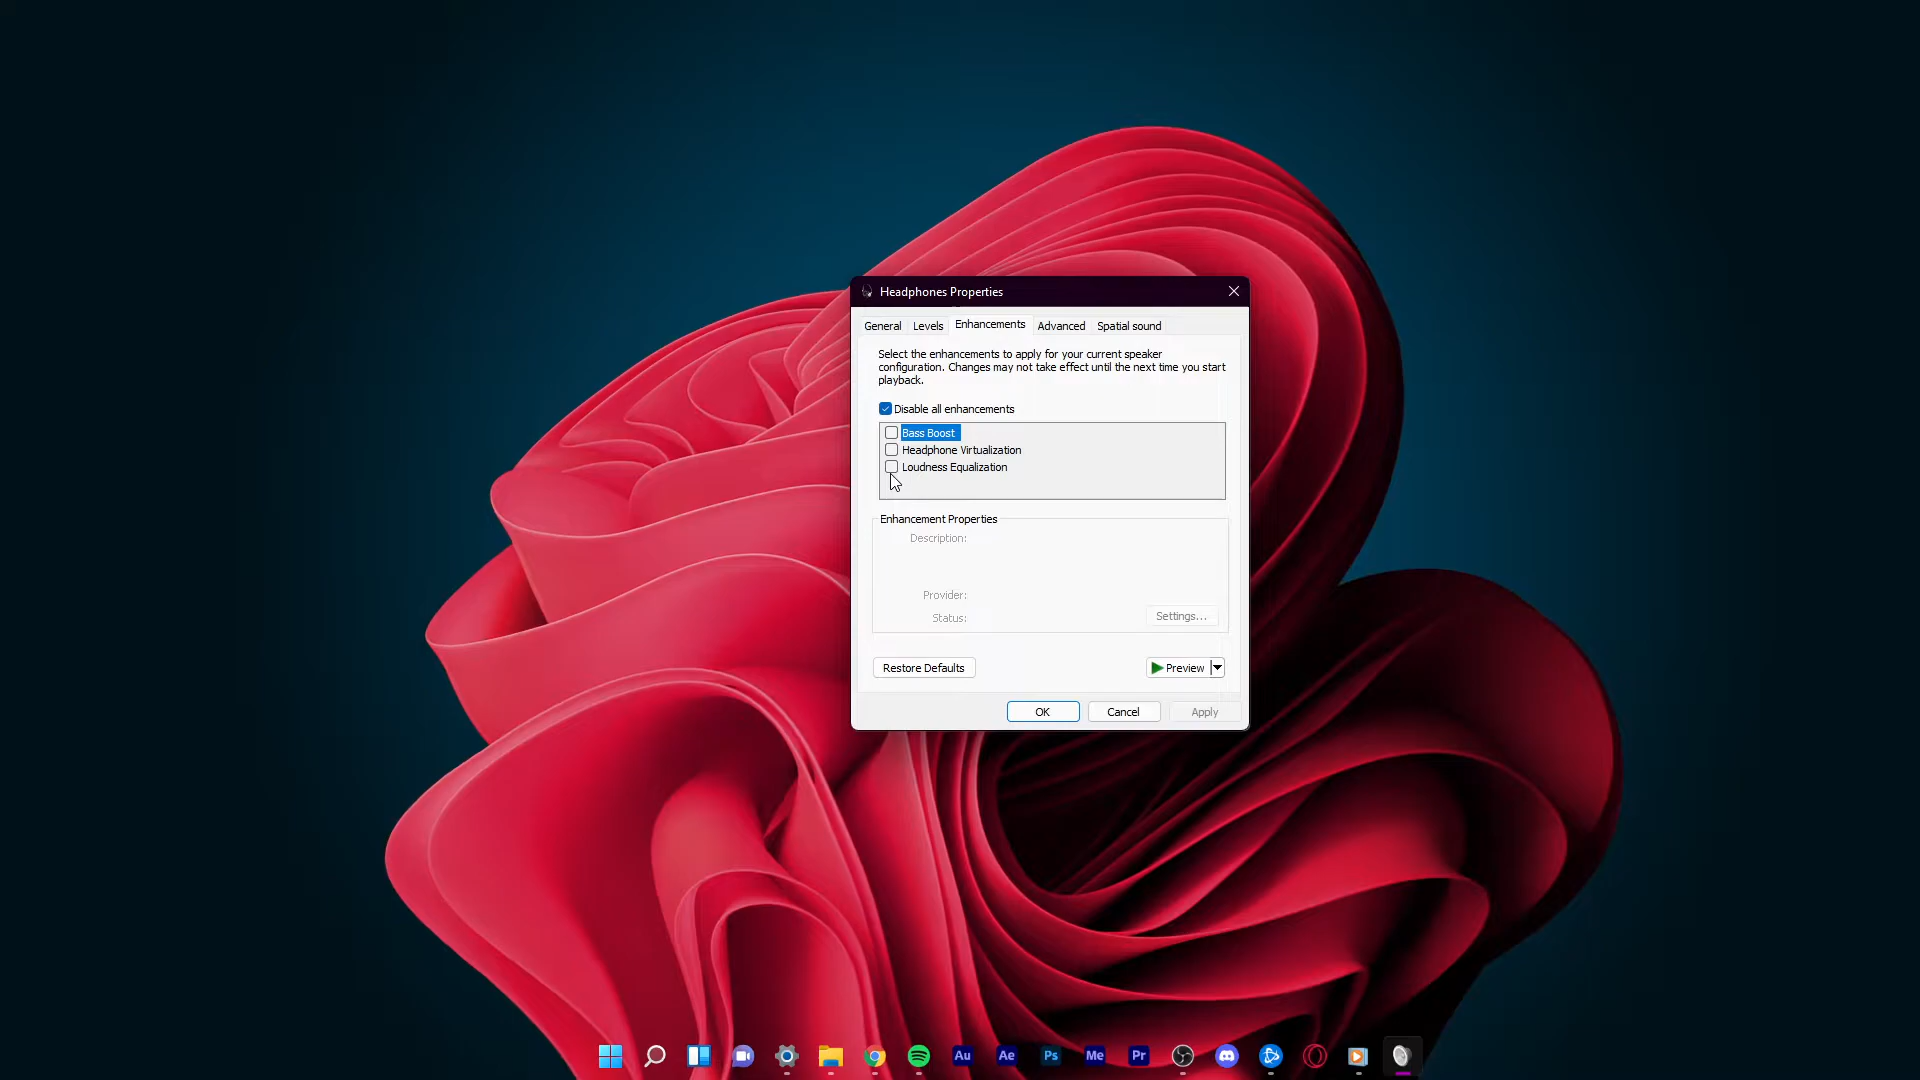 Headphones Properties
General Levels Enhancements Advanced Spatial sound
Select the enhancements to apply for your current speaker
configuration. Changes may not take effect until the next time you start
playback.
Disable all enhancements
Bass Boost
Headphone Virtualization
Loudness Equalization
Enhancement Properties
Description:
Provider:
Status:
Settings...
Restore Defaults
Preview
OK Cancel Apply
Au Ae Ps Me Pr